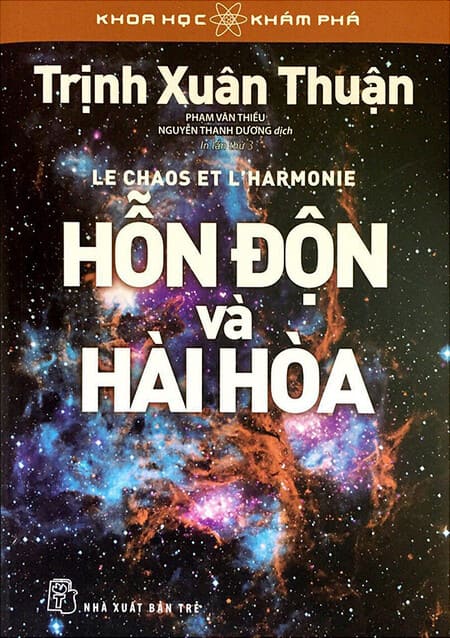 KHOA HỌC KHÁM PHÁ
Trịnh Xuân Thuận
PHẠM VĂN THIỀU
NGUYỄN THANH DƯƠNG dịch
In lần thứ 3
LE CHAOS ET L'HARMONIE
HỖN ĐỘN
và
HÀI HÒA
NHÀ XUẤT BẢN TRẺ